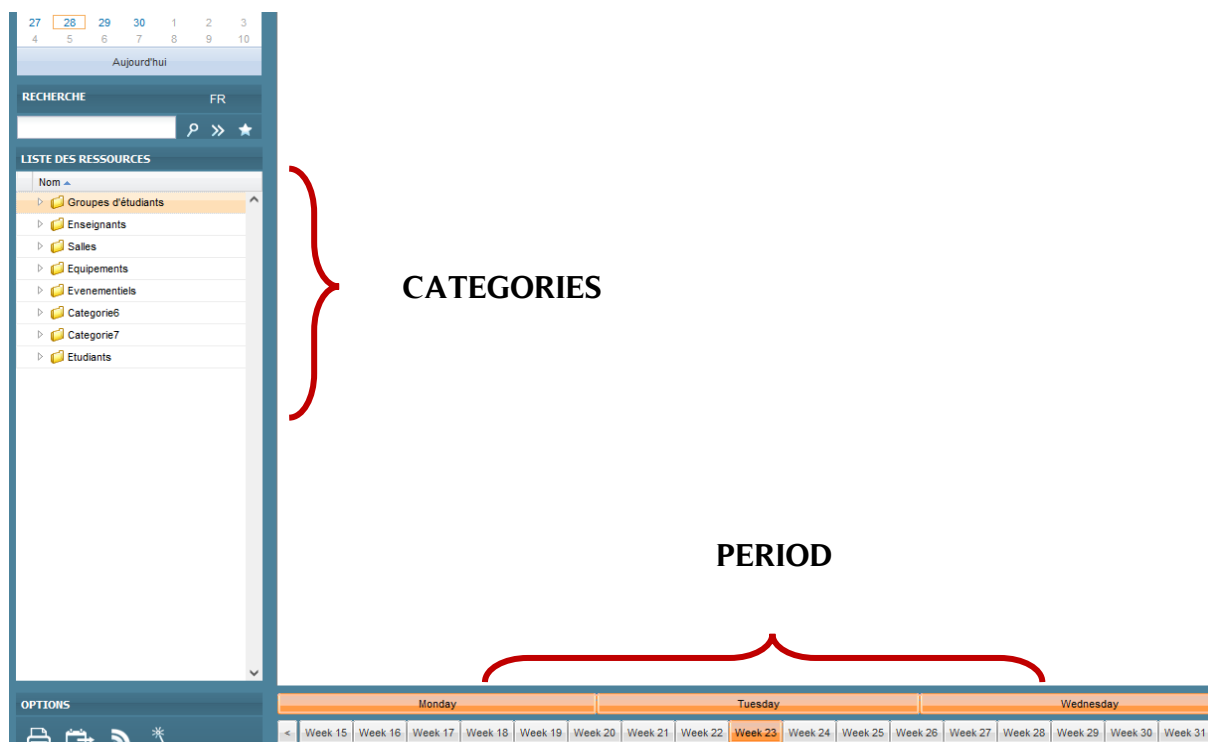 27 28 29 30 1 2 3
4 5 6 7 8 9 10
Aujourd'hui
RECHERCHE FR
LISTE DES RESSOURCES
Nom
Groupes d'étudiants
Enseignants
Salles
Equipements
Evenementiels
Categorie6
Categorie7
Etudiants
CATEGORIES
PERIOD
OPTIONS
Monday Tuesday Wednesday
< Week 15 Week 16 Week 17 Week 18 Week 19 Week 20 Week 21 Week 22 Week 23 Week 24 Week 25 Week 26 Week 27 Week 28 Week 29 Week 30 Week 31